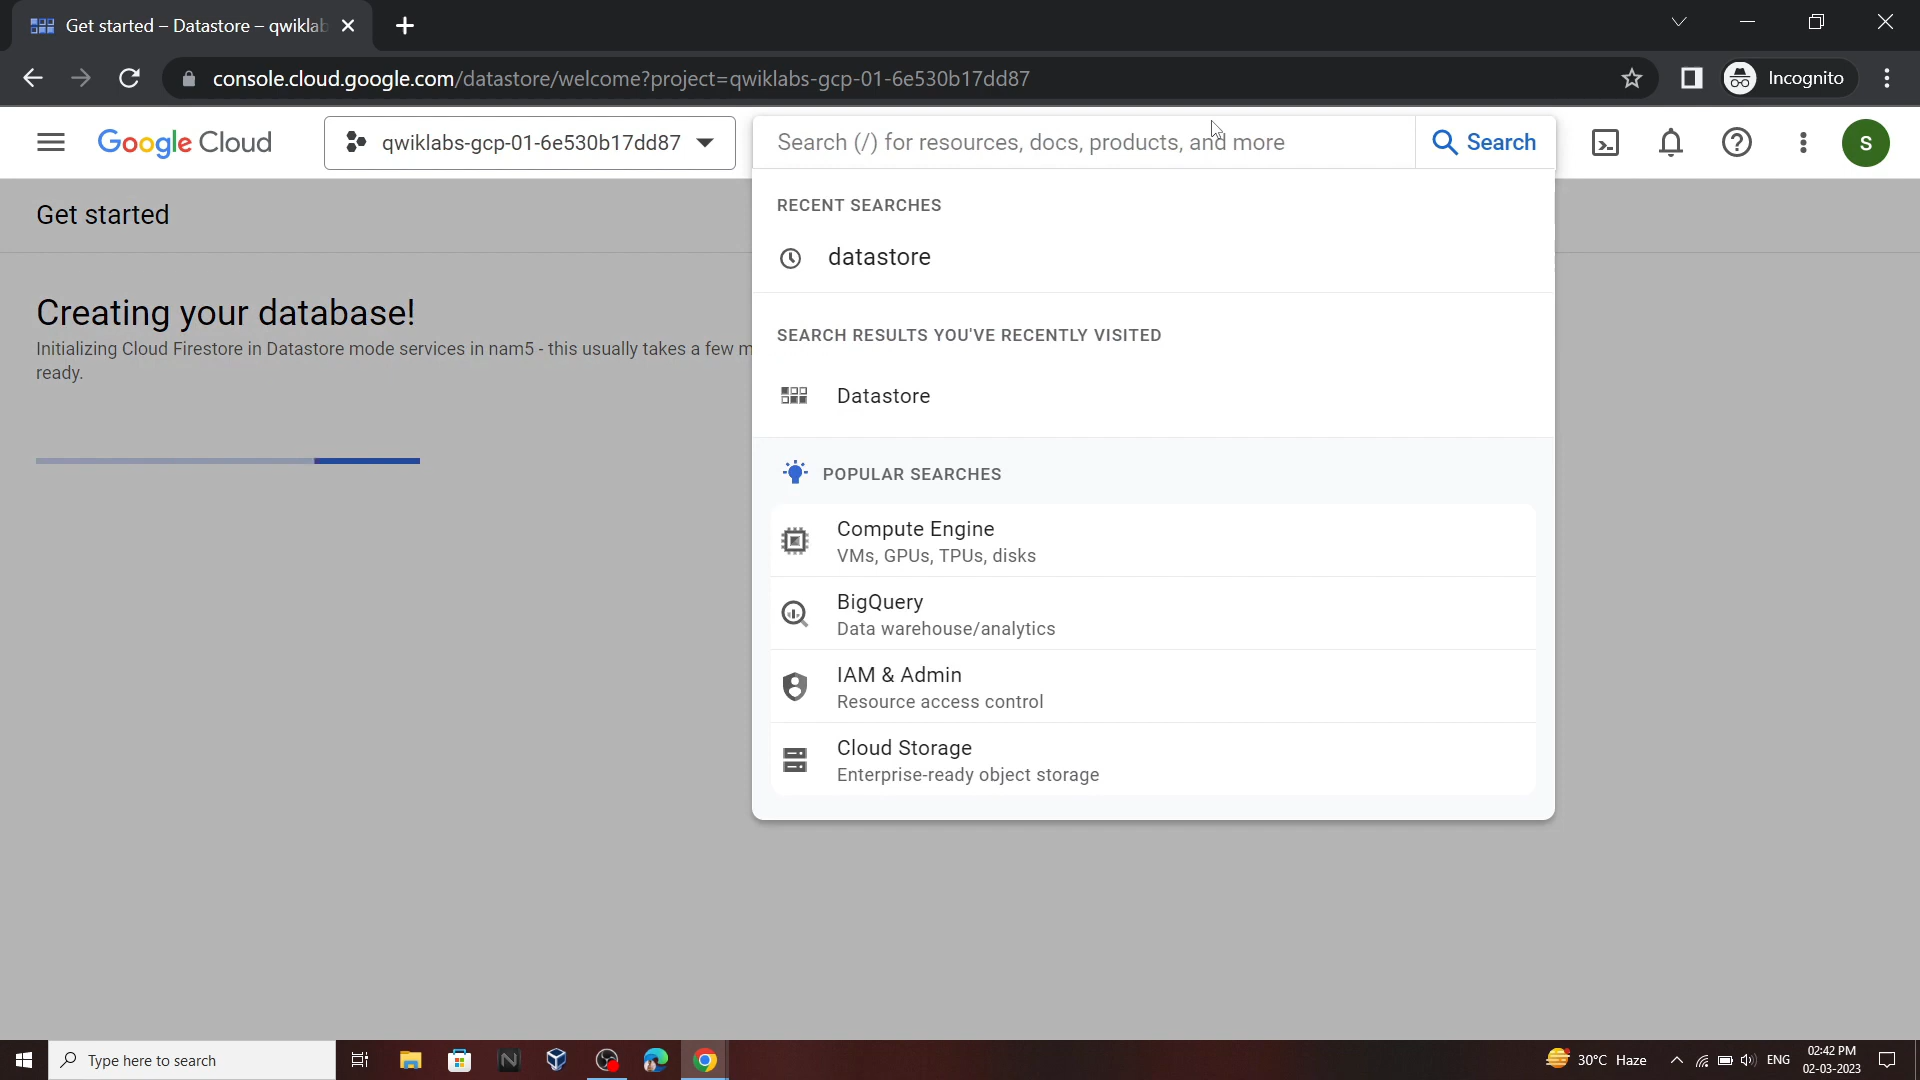 Get started – Datastore – qwiklab
console.cloud.google.com/datastore/welcome?project=qwiklabs-gcp-01-6e530b17dd87
Incognito
Google Cloud
qwiklabs-gcp-01-6e530b17dd87
Search (/) for resources, docs, products, and more
Search
S
Get started
RECENT SEARCHES
datastore
Creating your database!
Initializing Cloud Firestore in Datastore mode services in nam5 - this usually takes a few m
ready.
SEARCH RESULTS YOU'VE RECENTLY VISITED
Datastore
POPULAR SEARCHES
Compute Engine
VMs, GPUs, TPUs, disks
BigQuery
Data warehouse/analytics
IAM & Admin
Resource access control
Cloud Storage
Enterprise-ready object storage
Type here to search
30°C Haze
ENG
02:42 PM
02-03-2023